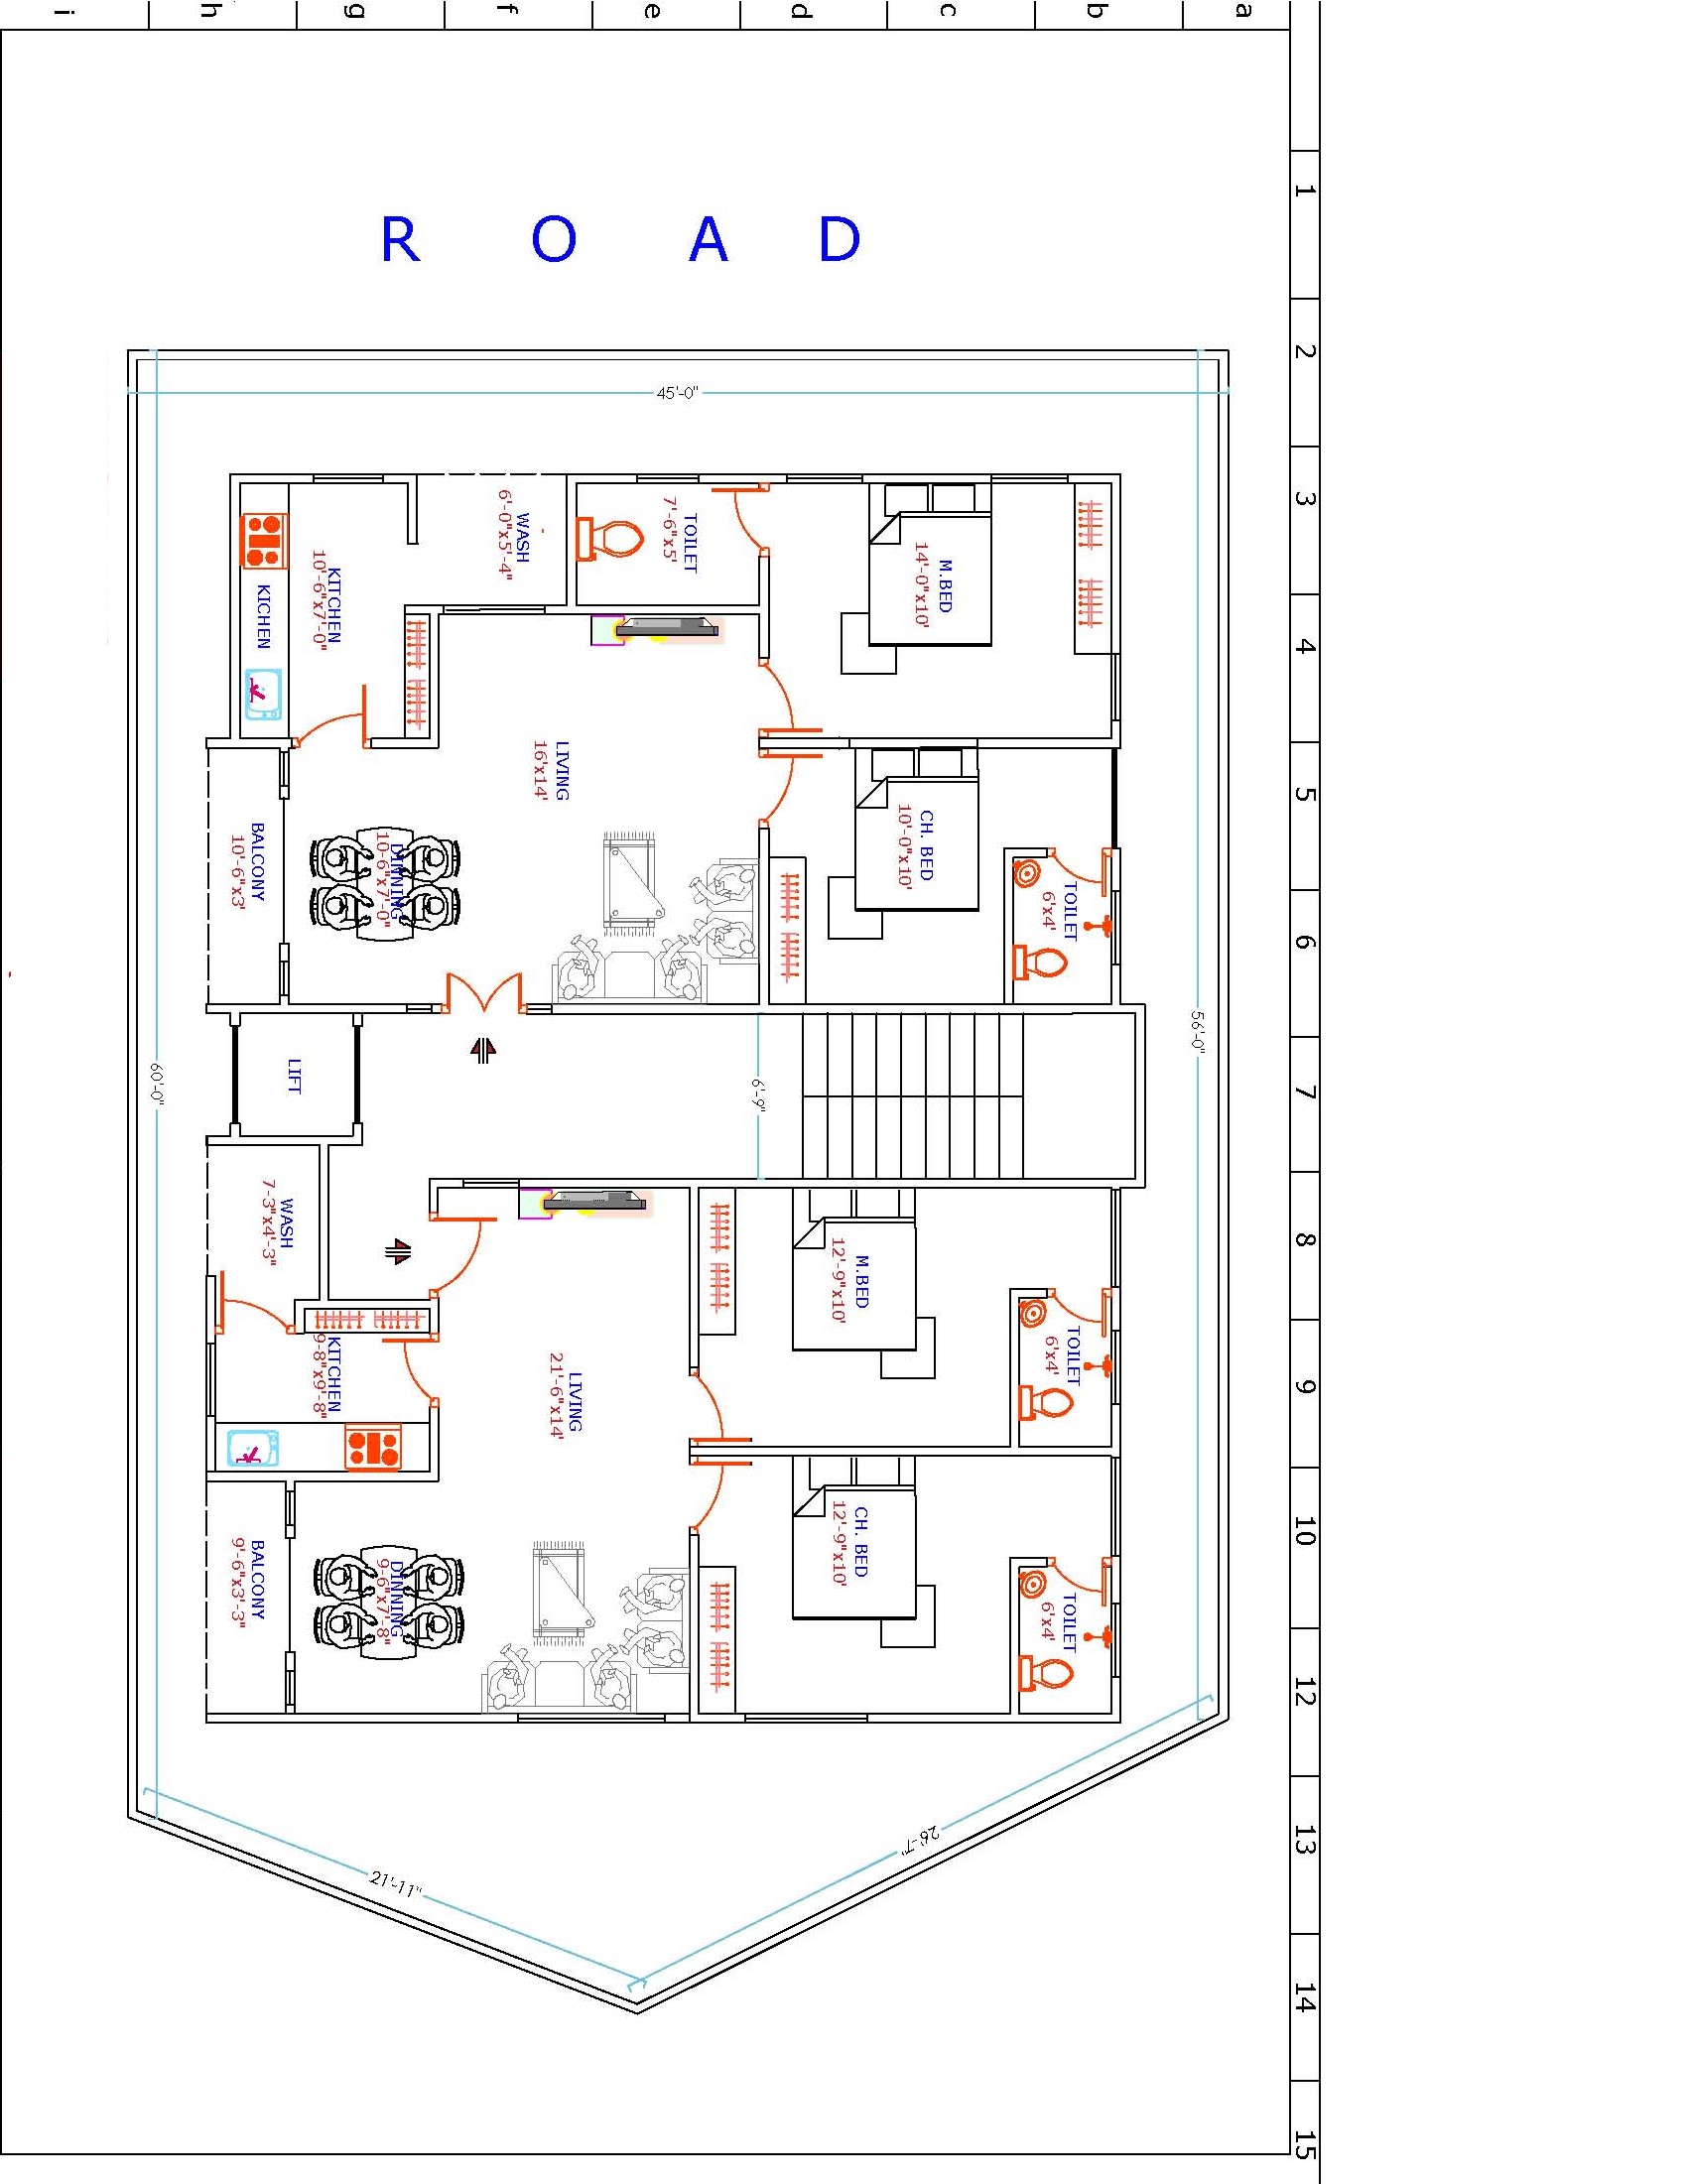 i h g f e d c b a
1
2
3
4
5
6
7
8
9
10
11
12
13
14
15
R O A D
45'-0"
56'-0"
60'-0"
26'-7"
21'-11"
6'-9"
WASH
6'-0"x5'-4"
TOILET
7'-6"x5'
M.BED
14'-0"x10'
KITCHEN
10'-6"x7'-0"
KICHEN
LIVING
16'x14'
CH. BED
10'-0"x10'
TOILET
6'x4'
BALCONY
10'-6"x3'
DINNING
10-6"x7'-0"
LIFT
WASH
7-3"x4'-3"
M.BED
12'-9"x10'
TOILET
6'x4'
KITCHEN
9-8"x9'-8"
LIVING
21'-6"x14'
CH. BED
12'-9"x10'
TOILET
6'x4'
BALCONY
9'-6"x3'-3"
DINNING
9-6"x7'-8"